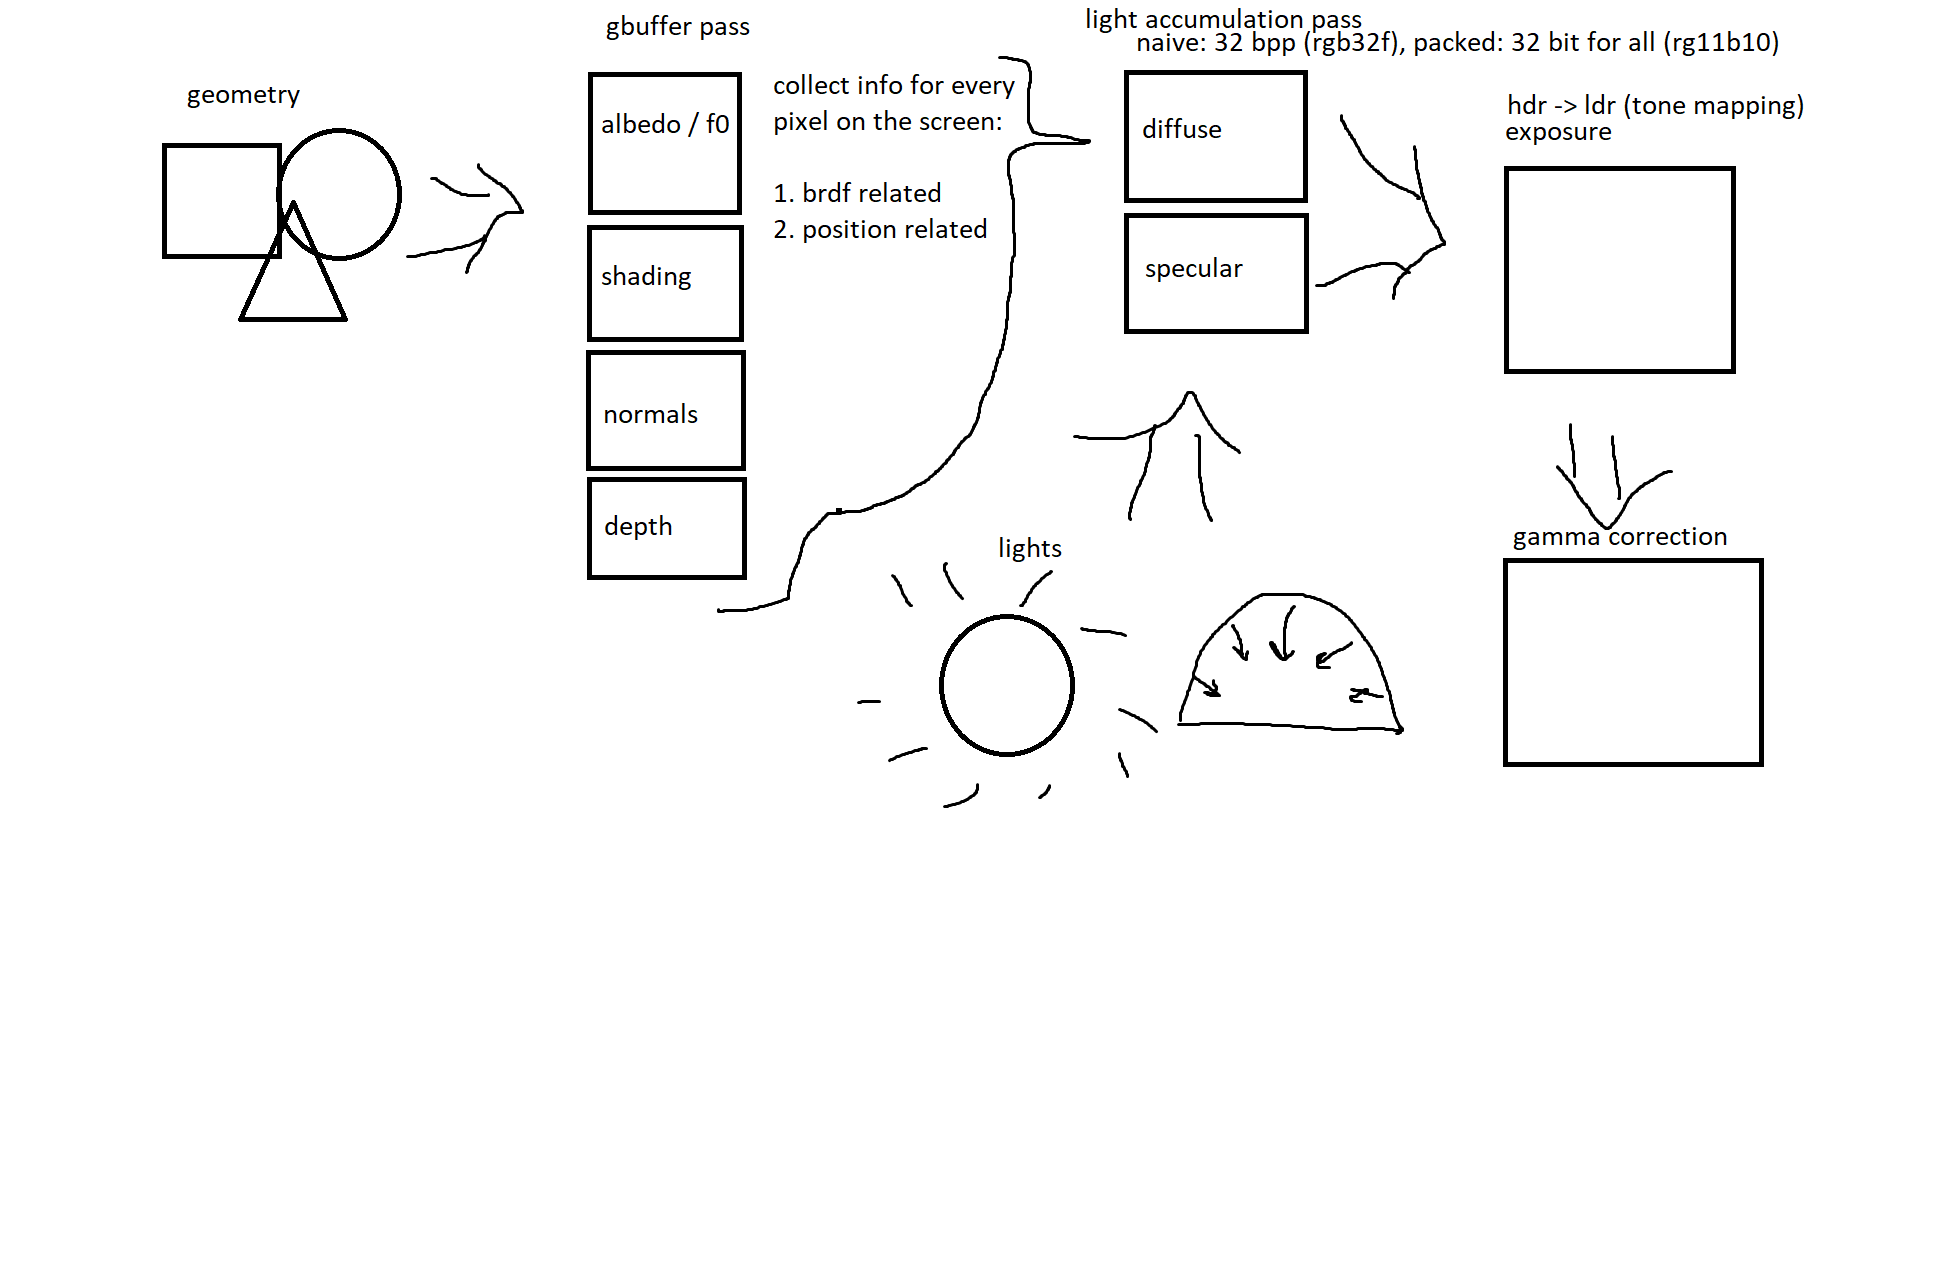 geometry
gbuffer pass
albedo / f0
shading
normals
depth
collect info for every
pixel on the screen:
1. brdf related
2. position related
light accumulation pass
naive: 32 bpp (rgb32f), packed: 32 bit for all (rg11b10)
diffuse
specular
lights
hdr -> ldr (tone mapping)
exposure
gamma correction